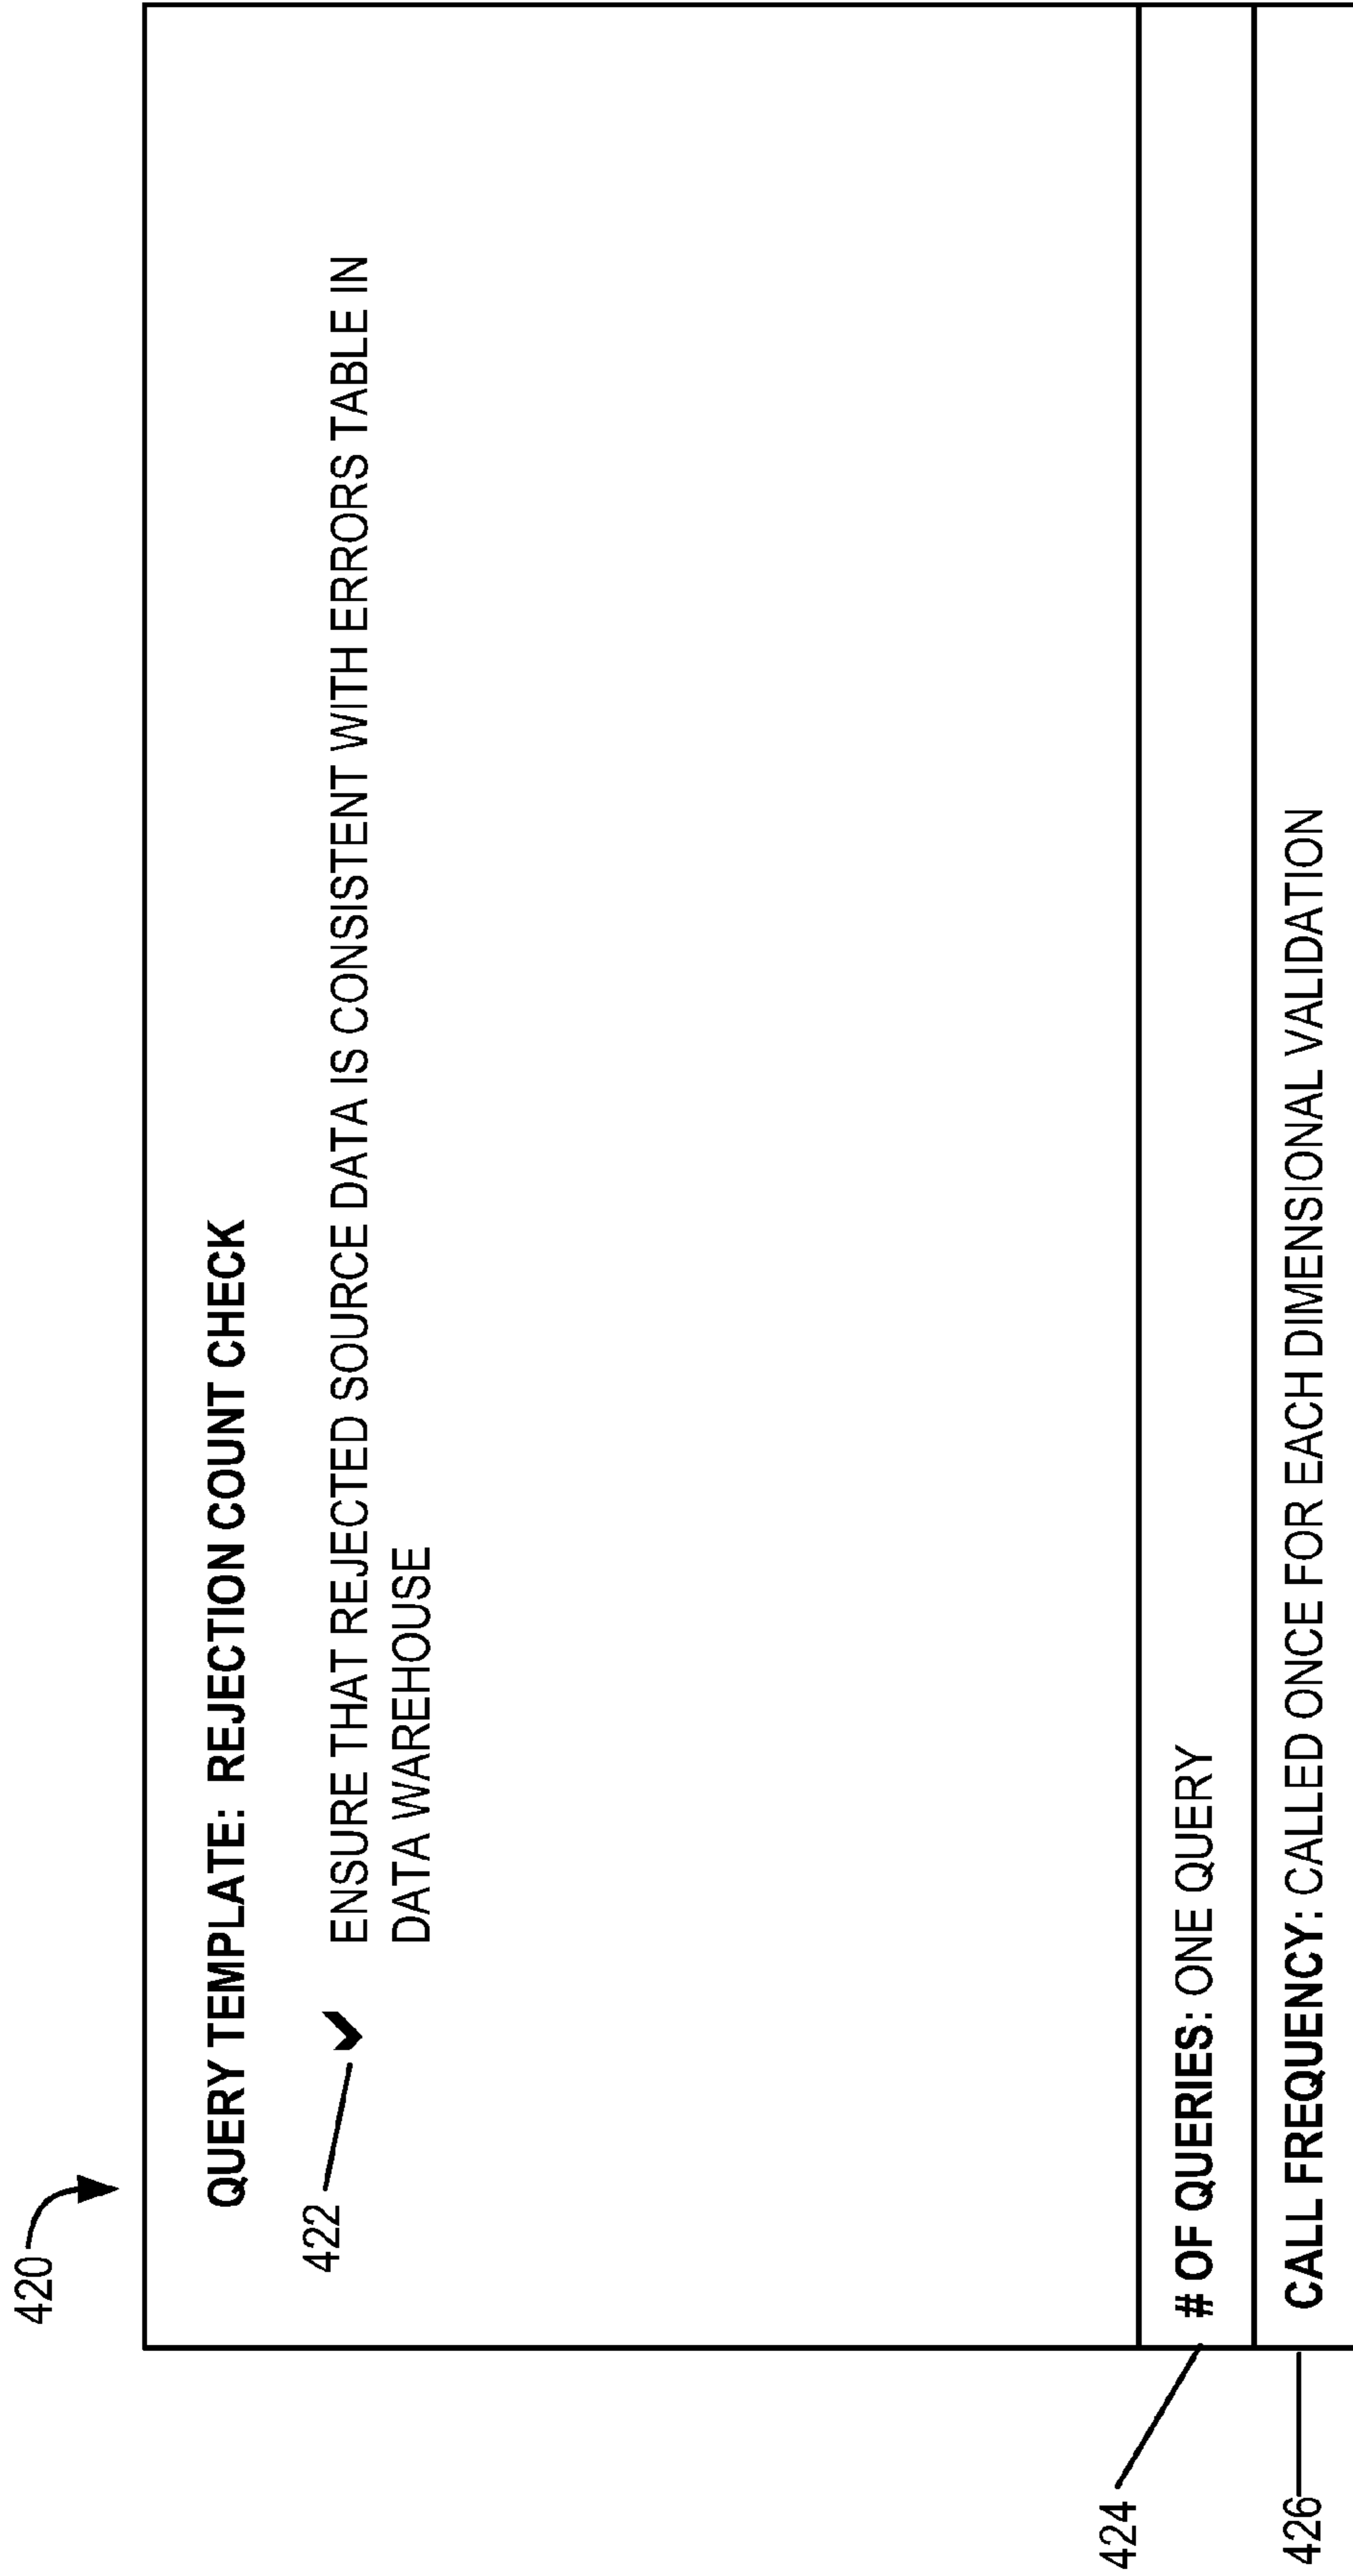 420
QUERY TEMPLATE: REJECTION COUNT CHECK
422
ENSURE THAT REJECTED SOURCE DATA IS CONSISTENT WITH ERRORS TABLE IN
DATA WAREHOUSE
424
# OF QUERIES: ONE QUERY
426
CALL FREQUENCY: CALLED ONCE FOR EACH DIMENSIONAL VALIDATION